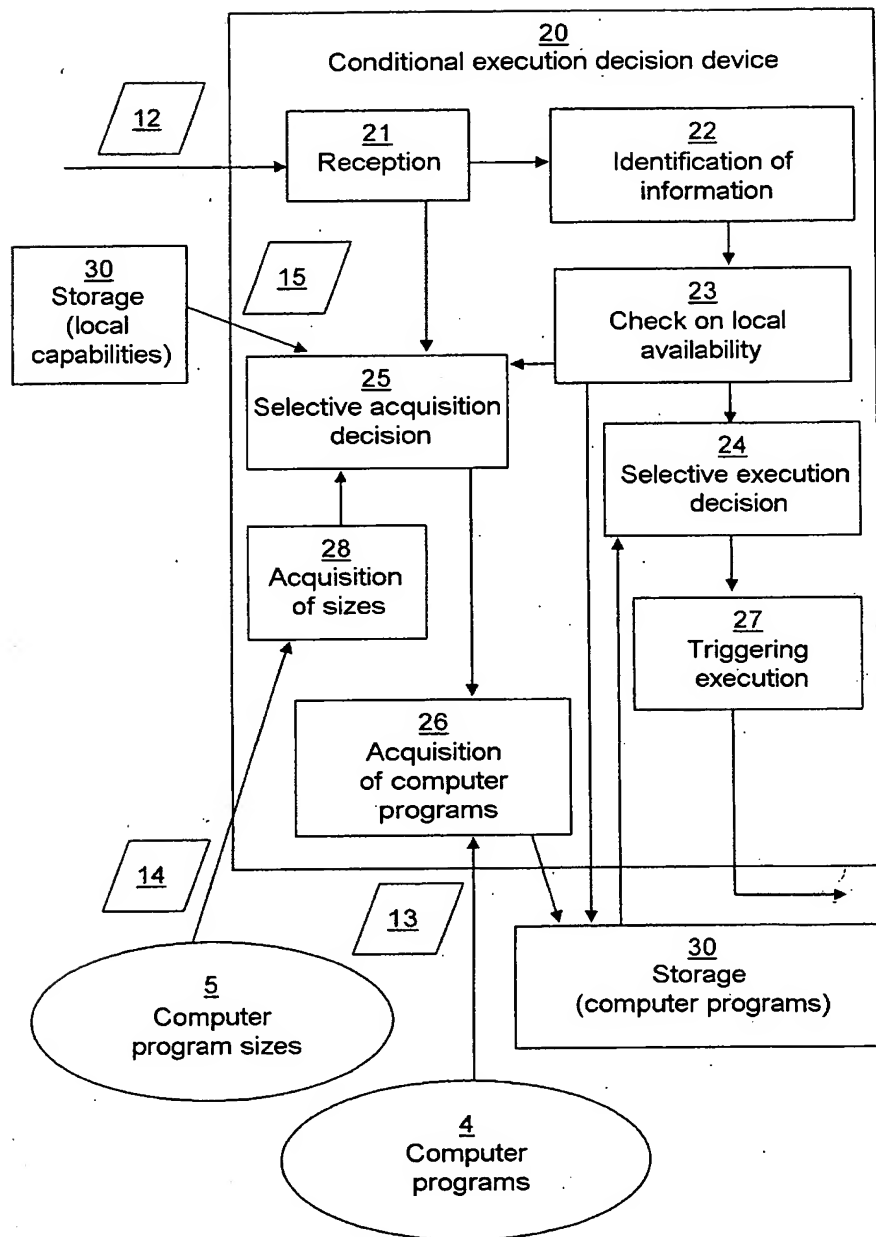 20
Conditional execution decision device
12
21
Reception
22
Identification of
information
30
Storage
(local
capabilities)
15
23
Check on local
availability
25
Selective acquisition
decision
24
Selective execution
decision
28
Acquisition
of sizes
27
Triggering
execution
26
Acquisition
of computer
programs
14
13
30
Storage
(computer programs)
5
Computer
program sizes
4
Computer
programs